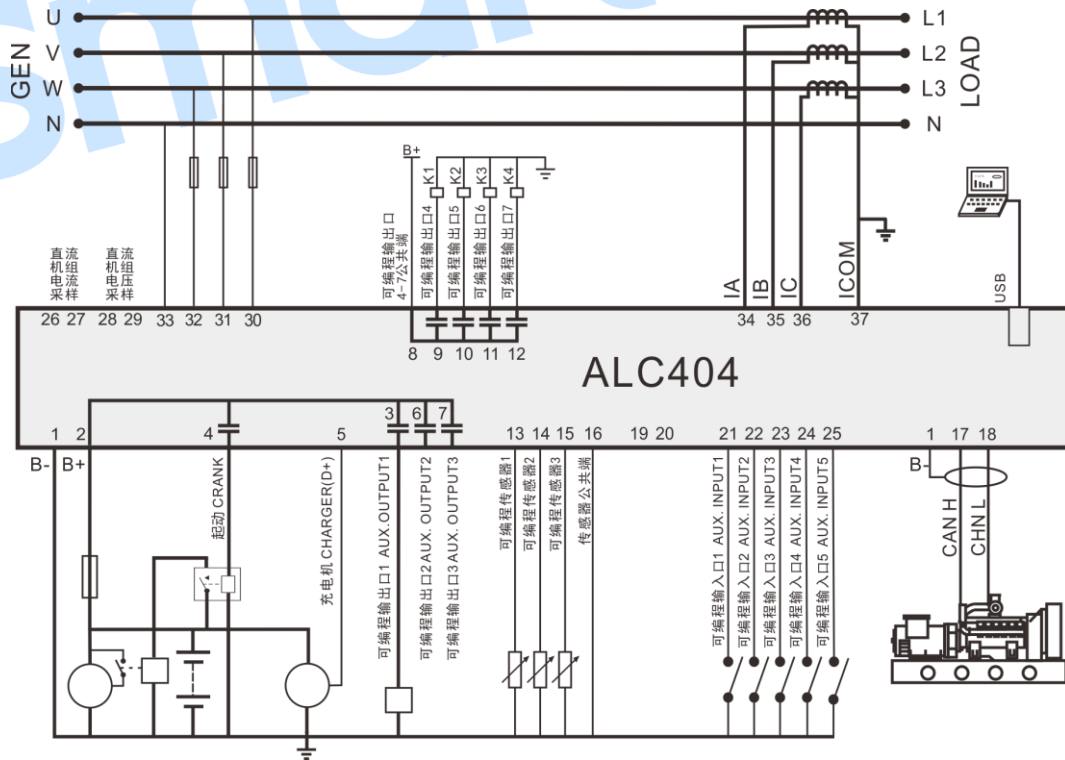 smar
U
V
W
N
GEN
L1
L2
L3
N
LOAD
B+
K1
K2
K3
K4
直流机组电流采样
直流机组电压采样
可编程输出口4-7公共端
可编程输出口4
可编程输出口5
可编程输出口6
可编程输出口7
IA
IB
IC
ICOM
USB
26 27 28 29 33 32 31 30
8 9 10 11 12
34 35 36 37
ALC404
1 2 4 5 3 6 7 13 14 15 16 19 20 21 22 23 24 25 1 17 18
B- B+
起动 CRANK
充电机 CHARGER(D+)
可编程输出口1 AUX.OUTPUT1
可编程输出口2 AUX. OUTPUT2
可编程输出口3 AUX. OUTPUT3
可编程传感器1
可编程传感器2
可编程传感器3
传感器公共端
可编程输入口1 AUX. INPUT1
可编程输入口2 AUX. INPUT2
可编程输入口3 AUX. INPUT3
可编程输入口4 AUX. INPUT4
可编程输入口5 AUX. INPUT5
B-
CAN H
CHN L